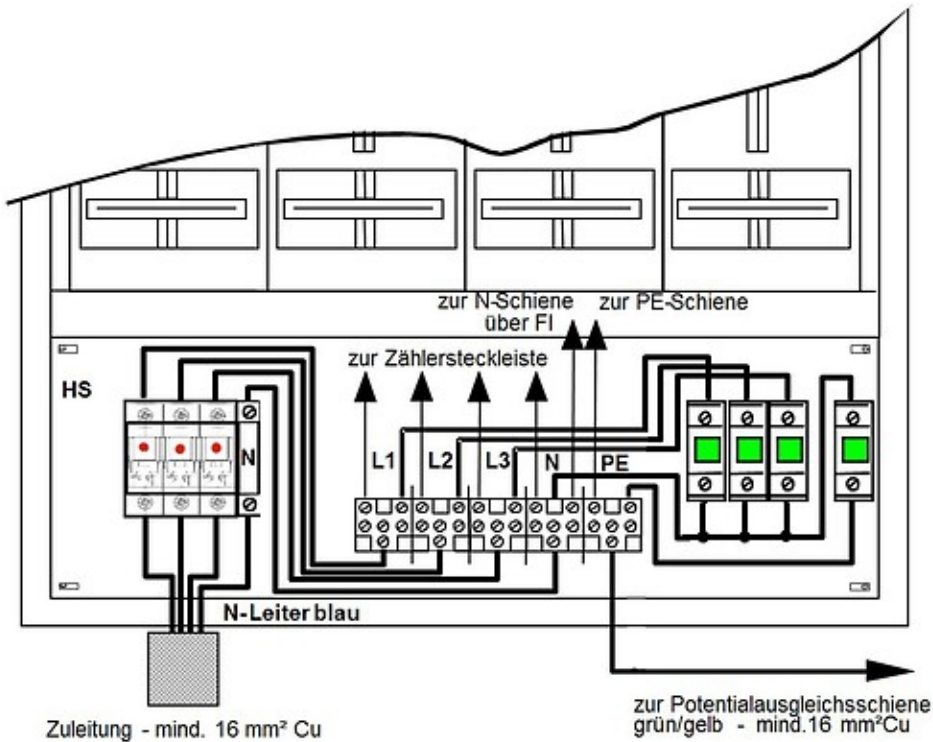 zur N-Schiene
über FI
zur PE-Schiene
zur Zählersteckleiste
HS
N
L1
L2
L3
N
PE
N-Leiter blau
Zuleitung - mind. 16 mm² Cu
zur Potentialausgleichsschiene
grün/gelb - mind.16 mm²Cu